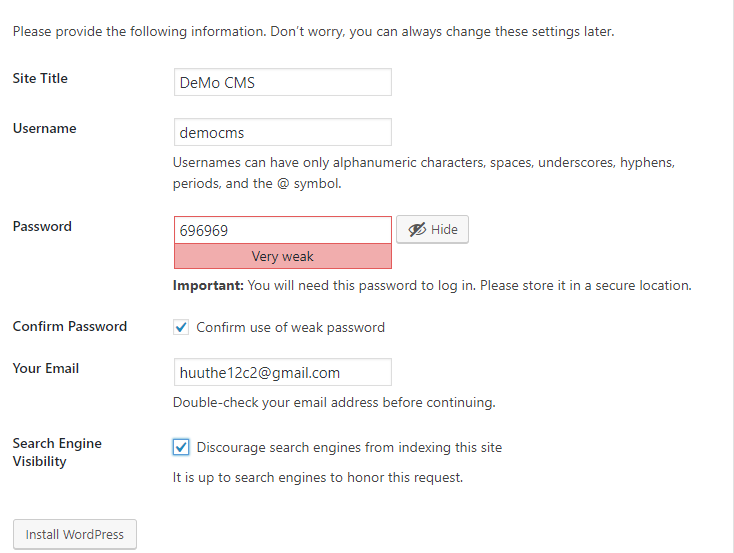 Please provide the following information. Don’t worry, you can always change these settings later.
Site Title
DeMo CMS
Username
democms
Usernames can have only alphanumeric characters, spaces, underscores, hyphens,
periods, and the @ symbol.
Password
696969
Hide
Very weak
Important: You will need this password to log in. Please store it in a secure location.
Confirm Password
Confirm use of weak password
Your Email
huuthe12c2@gmail.com
Double-check your email address before continuing.
Search Engine
Visibility
Discourage search engines from indexing this site
It is up to search engines to honor this request.
Install WordPress